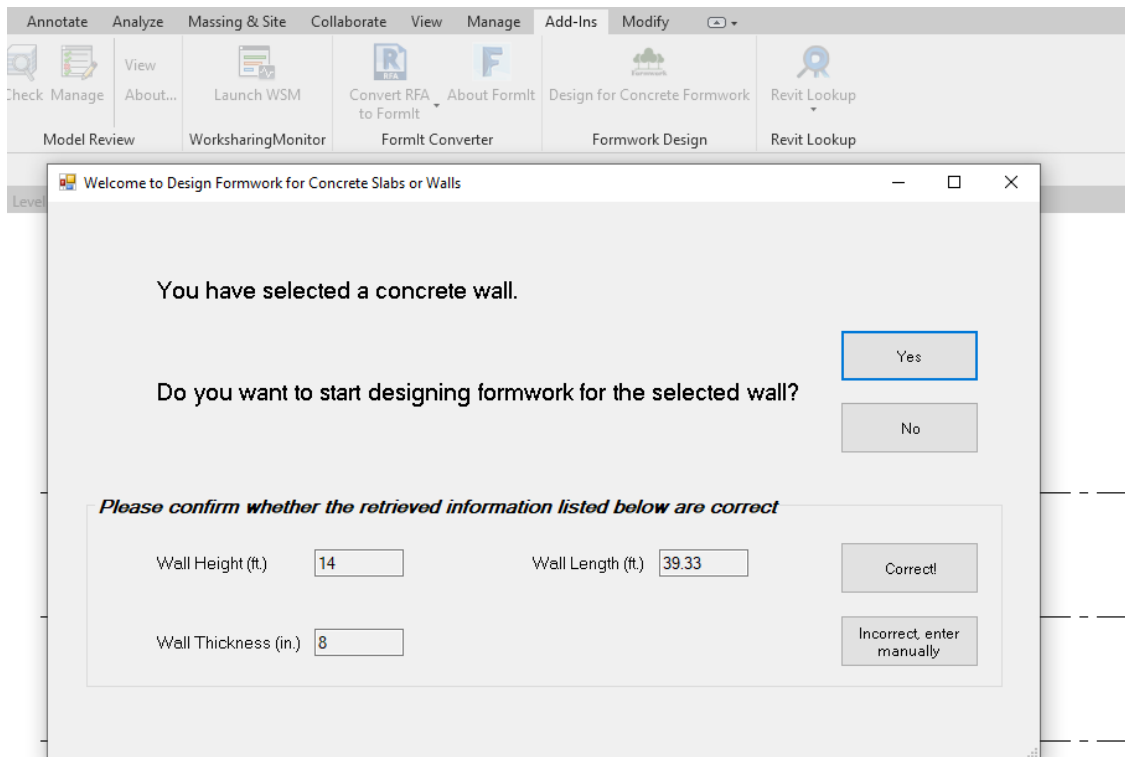 Annotate Analyze Massing & Site Collaborate View Manage Add-Ins Modify
View
Check Manage About... Launch WSM Convert RFA About FormIt Design for Concrete Formwork Revit Lookup
to FormIt
RFA
F
Formwork
Model Review WorksharingMonitor FormIt Converter Formwork Design Revit Lookup
Level
Welcome to Design Formwork for Concrete Slabs or Walls
You have selected a concrete wall.
Yes
Do you want to start designing formwork for the selected wall?
No
Please confirm whether the retrieved information listed below are correct
Wall Height (ft.) 14 Wall Length (ft.) 39.33
Correct!
Wall Thickness (in.) 8
Incorrect, enter
manually